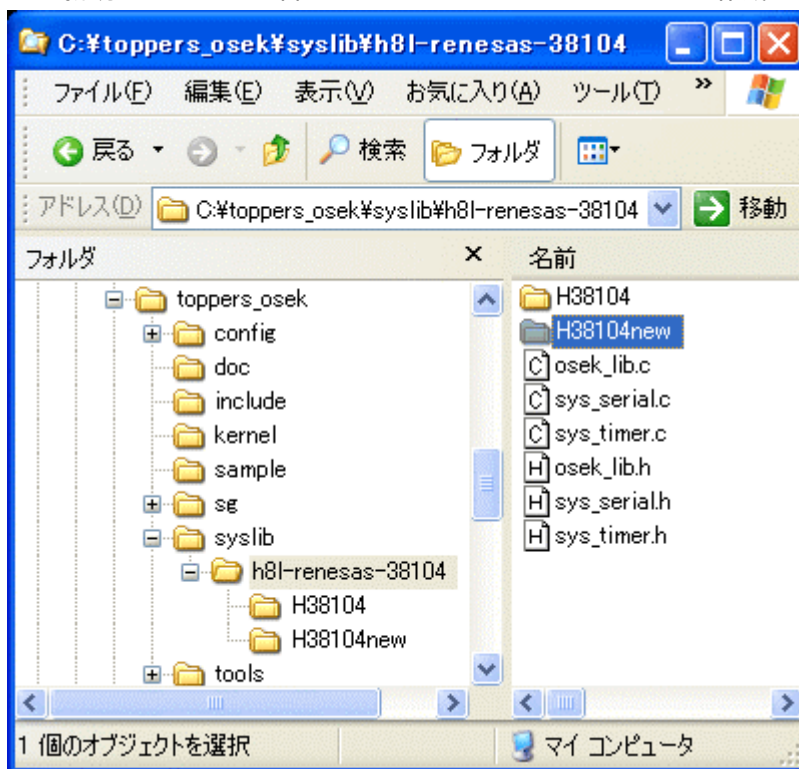 C:¥toppers_osek¥syslib¥h8l-renesas-38104
ファイル(F) 編集(E) 表示(V) お気に入り(A) ツール(T) »
戻る 検索 フォルダ
アドレス(D) C:¥toppers_osek¥syslib¥h8l-renesas-38104 移動
フォルダ × 名前
toppers_osek
config
doc
include
kernel
sample
sg
syslib
h8l-renesas-38104
H38104
H38104new
tools
H38104
H38104new
osek_lib.c
sys_serial.c
sys_timer.c
osek_lib.h
sys_serial.h
sys_timer.h
1 個のオブジェクトを選択 マイ コンピュータ